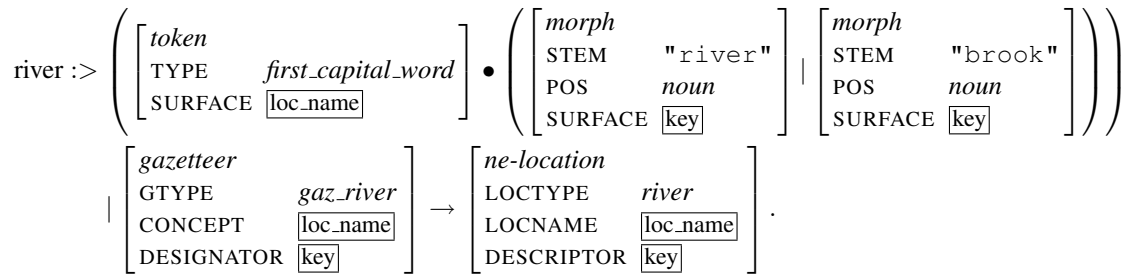 river :> ( ( [ token [ morph [ morph
TYPE first_capital_word ] • ( STEM "river" | STEM "brook"
POS noun POS noun
SURFACE loc_name SURFACE key ] SURFACE key ] ) )
| [ gazetteer [ ne-location
GTYPE gaz_river LOCTYPE river
CONCEPT loc_name → LOCNAME loc_name .
DESIGNATOR key ] DESCRIPTOR key ]